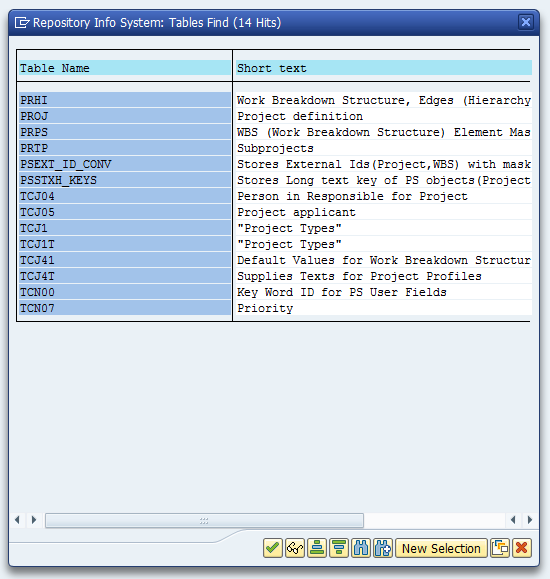 Repository Info System: Tables Find (14 Hits)
Table Name Short text
PRHI Work Breakdown Structure, Edges (Hierarchy
PROJ Project definition
PRPS WBS (Work Breakdown Structure) Element Mas
PRTP Subprojects
PSEXT_ID_CONV Stores External Ids(Project,WBS) with mask
PSSTXH_KEYS Stores Long text key of PS objects(Project
TCJ04 Person in Responsible for Project
TCJ05 Project applicant
TCJ1 "Project Types"
TCJ1T "Project Types"
TCJ41 Default Values for Work Breakdown Structur
TCJ4T Supplies Texts for Project Profiles
TCN00 Key Word ID for PS User Fields
TCN07 Priority
New Selection